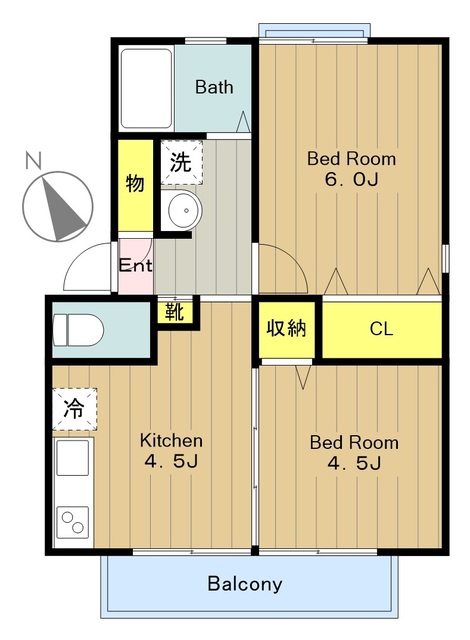 Bath
洗
Bed Room
6.0J
物
N
Ent
靴
収納
CL
冷
Kitchen
4.5J
Bed Room
4.5J
Balcony